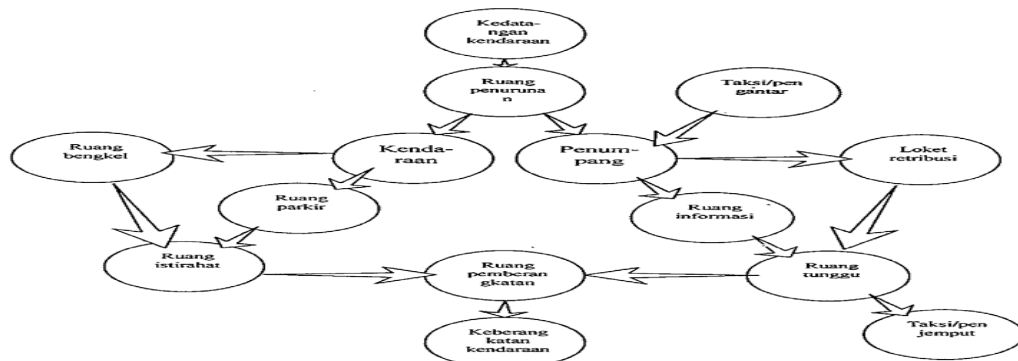 Kedata-
ngan
kendaraan
Ruang
penuruna
n
Taksi/pen
gantar
Ruang
bengkel
Kenda-
raan
Penum-
pang
Loket
retribusi
Ruang
parkir
Ruang
informasi
Ruang
istirahat
Ruang
pemberan
gkatan
Ruang
tunggu
Keberang
katan
kendaraan
Taksi/pen
jemput